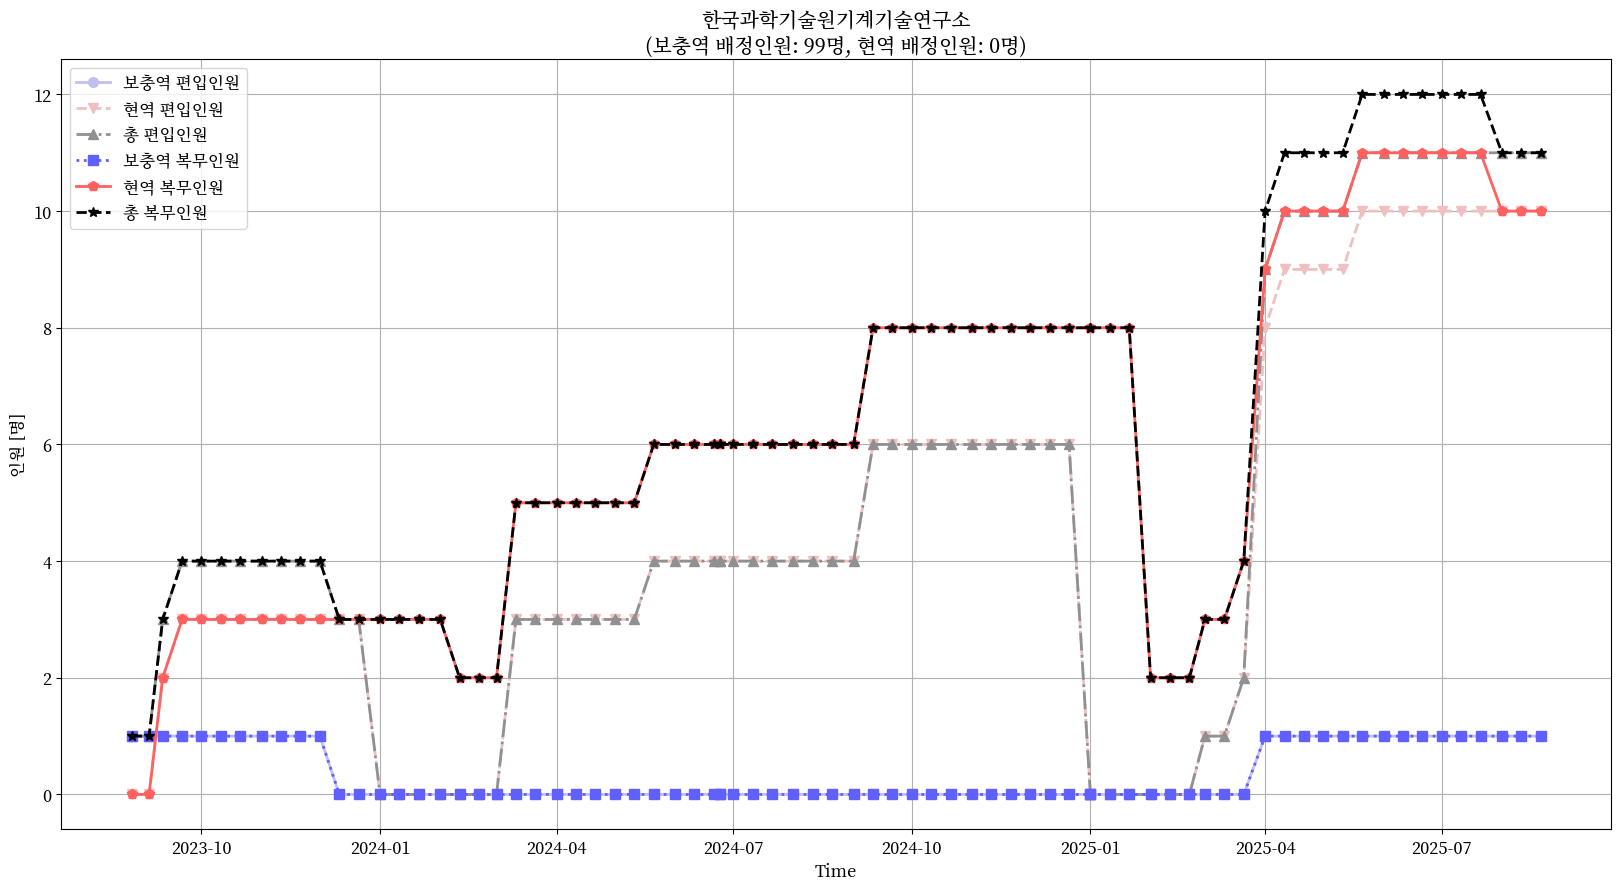 한국과학기술원기계기술연구소
(보충역 배정인원: 99명, 현역 배정인원: 0명)
보충역 편입인원
현역 편입인원
총 편입인원
보충역 복무인원
현역 복무인원
총 복무인원
12
10
8
6
4
2
0
인원 [명]
2023-10
2024-01
2024-04
2024-07
2024-10
2025-01
2025-04
2025-07
Time